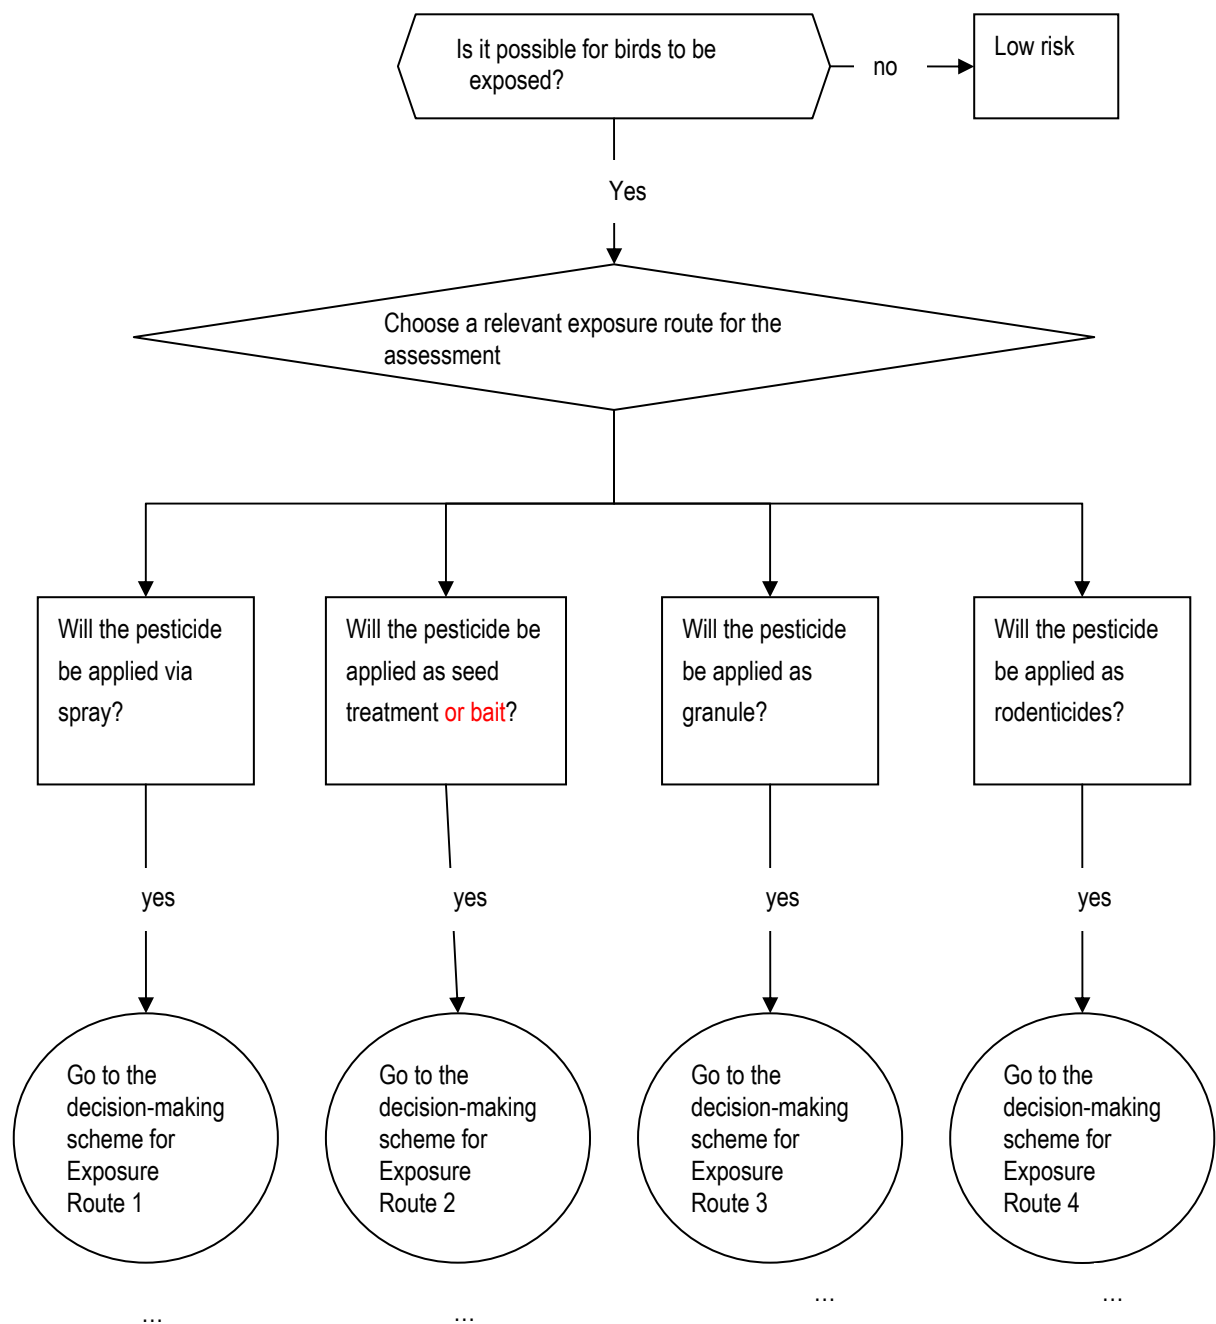 Is it possible for birds to be
exposed?
no
Low risk
Yes
Choose a relevant exposure route for the
assessment
Will the pesticide
be applied via
spray?
Will the pesticide be
applied as seed
treatment or bait?
Will the pesticide
be applied as
granule?
Will the pesticide
be applied as
rodenticides?
yes
yes
yes
yes
Go to the
decision-making
scheme for
Exposure
Route 1
Go to the
decision-making
scheme for
Exposure
Route 2
Go to the
decision-making
scheme for
Exposure
Route 3
Go to the
decision-making
scheme for
Exposure
Route 4
...
...
...
...